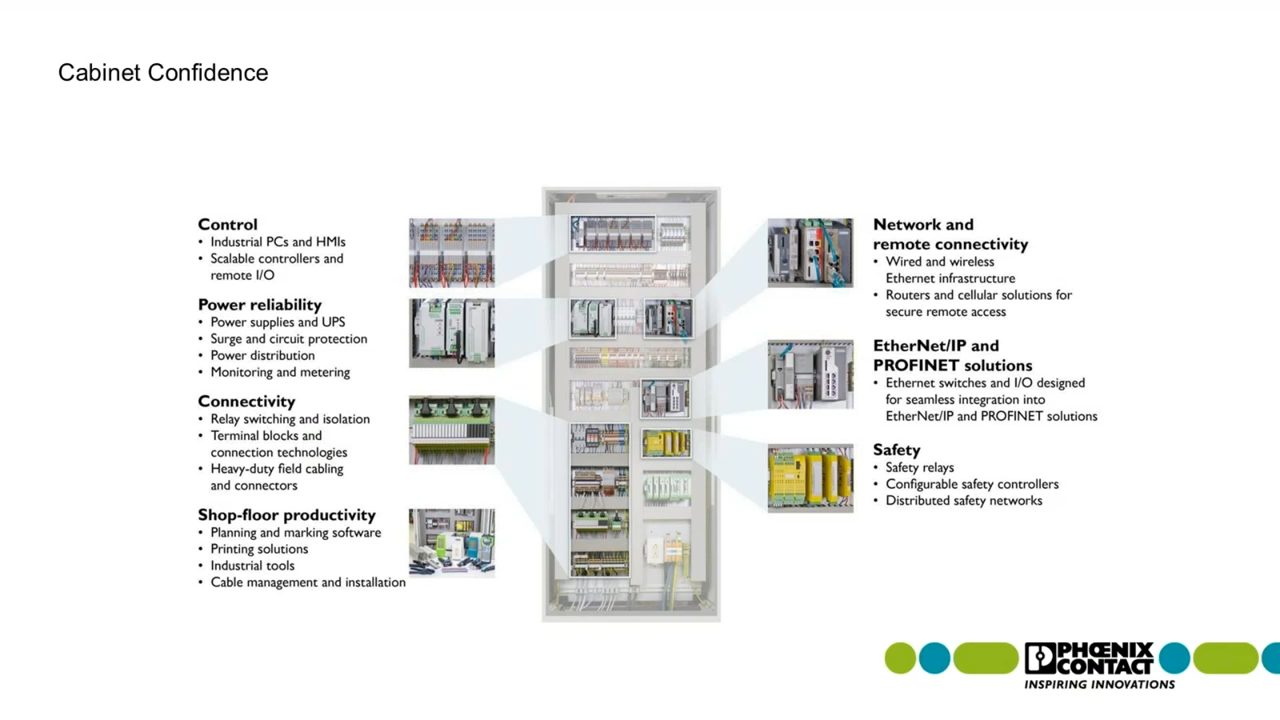 Cabinet Confidence
Control
• Industrial PCs and HMIs
• Scalable controllers and
remote I/O
Power reliability
• Power supplies and UPS
• Surge and circuit protection
• Power distribution
• Monitoring and metering
Connectivity
• Relay switching and isolation
• Terminal blocks and
connection technologies
• Heavy-duty field cabling
and connectors
Shop-floor productivity
• Planning and marking software
• Printing solutions
• Industrial tools
• Cable management and installation
Network and
remote connectivity
• Wired and wireless
Ethernet infrastructure
• Routers and cellular solutions for
secure remote access
EtherNet/IP and
PROFINET solutions
• Ethernet switches and I/O designed
for seamless integration into
EtherNet/IP and PROFINET solutions
Safety
• Safety relays
• Configurable safety controllers
• Distributed safety networks
PHŒNIX
CONTACT
INSPIRING INNOVATIONS